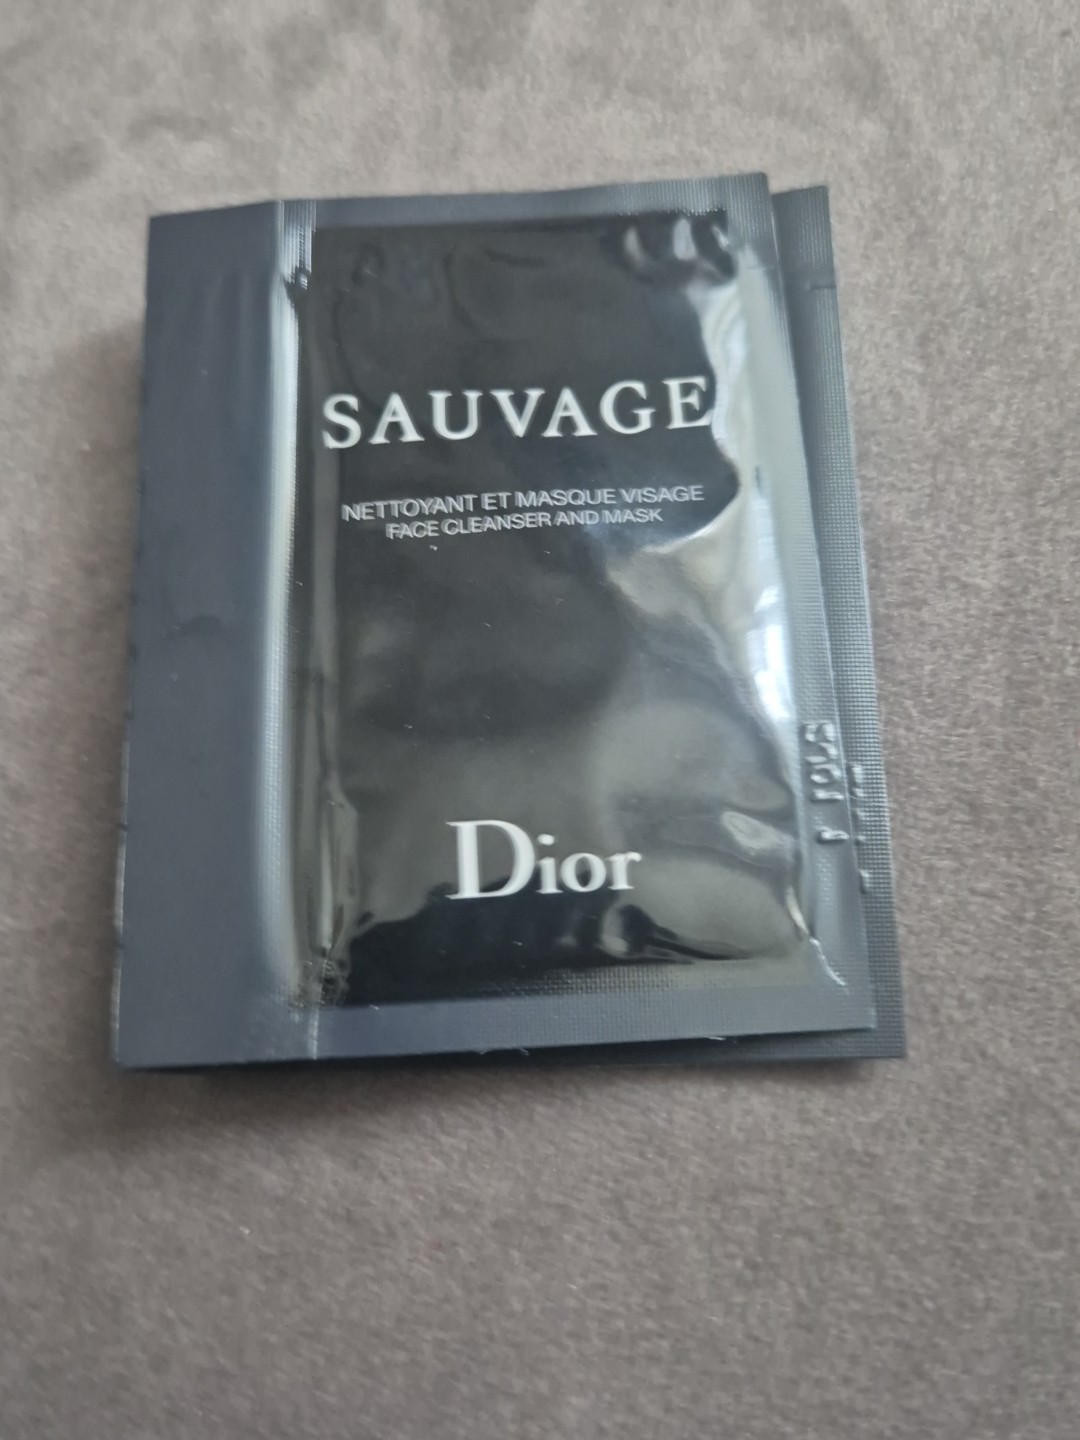 SAUVAGE
NETTOYANT ET MASQUE VISAGE
FACE CLEANSER AND MASK
Dior